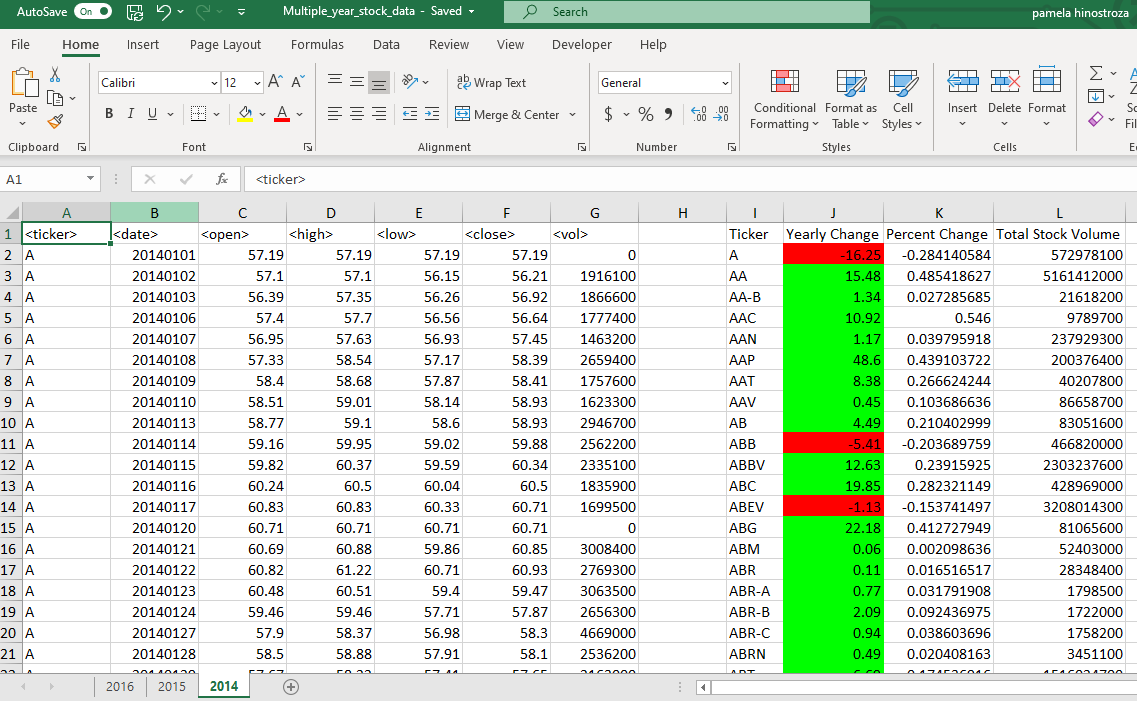 AutoSave On Multiple_year_stock_data - Saved Search pamela hinostroza
File Home Insert Page Layout Formulas Data Review View Developer Help
Paste
Calibri 12
B I U A
ab Wrap Text
Merge & Center
General
$ % 9 .00
Conditional Formatting
Format as Table
Cell Styles
Insert Delete Format
Clipboard Font Alignment Number Styles Cells
A1 fx <ticker>
A B C D E F G H I J K L
1 <ticker> <date> <open> <high> <low> <close> <vol> Ticker Yearly Change Percent Change Total Stock Volume
2 A 20140101 57.19 57.19 57.19 57.19 0 A -16.25 -0.284140584 572978100
3 A 20140102 57.1 57.1 56.15 56.21 1916100 AA 15.48 0.485418627 5161412000
4 A 20140103 56.39 57.35 56.26 56.92 1866600 AA-B 1.34 0.027285685 21618200
5 A 20140106 57.4 57.7 56.56 56.64 1777400 AAC 10.92 0.546 9789700
6 A 20140107 56.95 57.63 56.93 57.45 1463200 AAN 1.17 0.039795918 237929300
7 A 20140108 57.33 58.54 57.17 58.39 2659400 AAP 48.6 0.439103722 200376400
8 A 20140109 58.4 58.68 57.87 58.41 1757600 AAT 8.38 0.266624244 40207800
9 A 20140110 58.51 59.01 58.14 58.93 1623300 AAV 0.45 0.103686636 86658700
10 A 20140113 58.77 59.1 58.6 58.93 2946700 AB 4.49 0.210402999 83051600
11 A 20140114 59.16 59.95 59.02 59.88 2562200 ABB -5.41 -0.203689759 466820000
12 A 20140115 59.82 60.37 59.59 60.34 2335100 ABBV 12.63 0.23915925 2303237600
13 A 20140116 60.24 60.5 60.04 60.5 1835900 ABC 19.85 0.282321149 428969000
14 A 20140117 60.83 60.83 60.33 60.71 1699500 ABEV -1.13 -0.153741497 3208014300
15 A 20140120 60.71 60.71 60.71 60.71 0 ABG 22.18 0.412727949 81065600
16 A 20140121 60.69 60.88 59.86 60.85 3008400 ABM 0.06 0.002098636 52403000
17 A 20140122 60.82 61.22 60.71 60.93 2769300 ABR 0.11 0.016516517 28348400
18 A 20140123 60.48 60.51 59.4 59.47 3063500 ABR-A 0.77 0.031791908 1798500
19 A 20140124 59.46 59.46 57.71 57.87 2656300 ABR-B 2.09 0.092436975 1722000
20 A 20140127 57.9 58.37 56.98 58.3 4669000 ABR-C 0.94 0.038603696 1758200
21 A 20140128 58.5 58.88 57.91 58.1 2536200 ABRN 0.49 0.020408163 3451100
2016 2015 2014